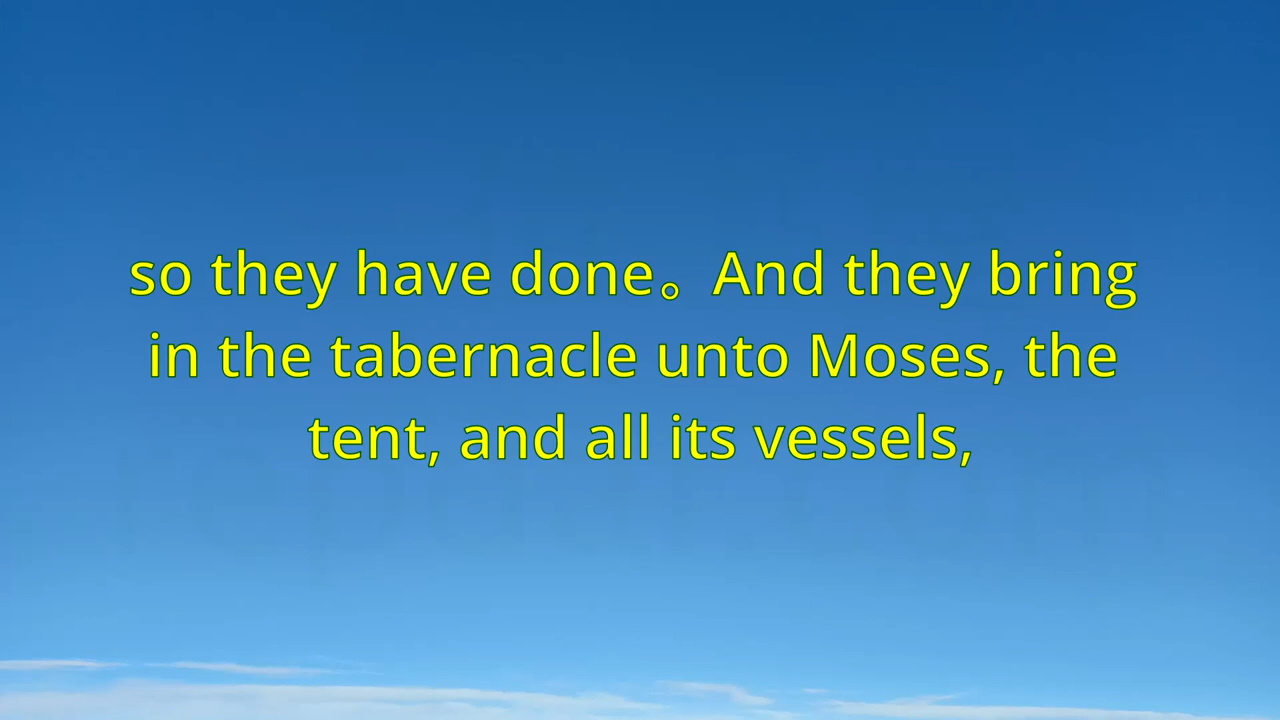 so they have done。And they bring
in the tabernacle unto Moses, the
tent, and all its vessels,